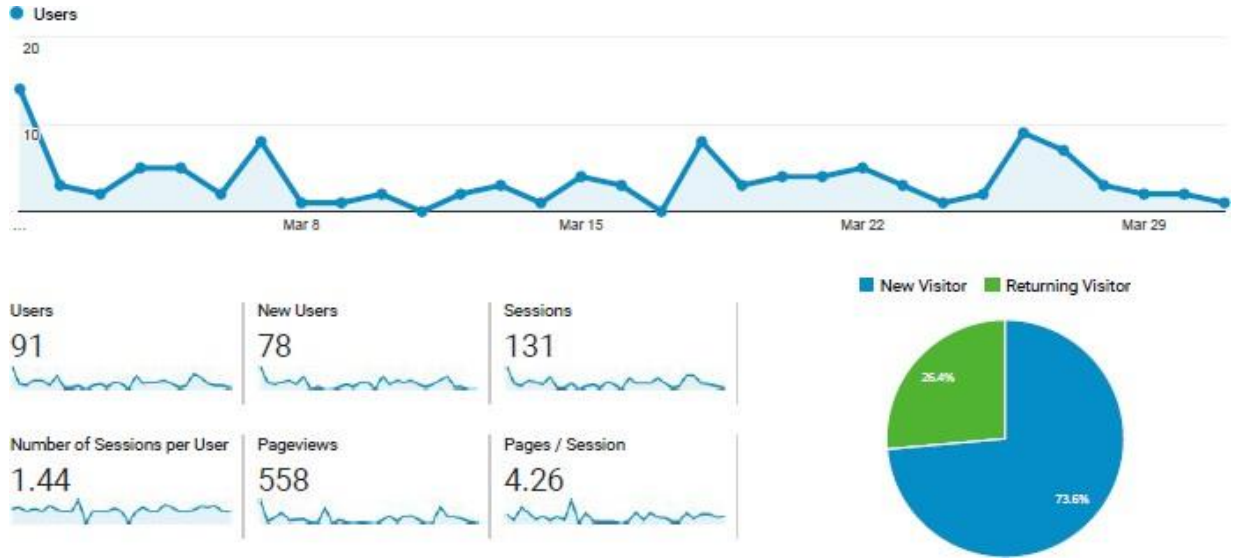 Users
20
10
...
Mar 8
Mar 15
Mar 22
Mar 29
New Visitor
Returning Visitor
Users
New Users
Sessions
91
78
131
Number of Sessions per User
Pageviews
Pages / Session
1.44
558
4.26
26.4%
73.6%